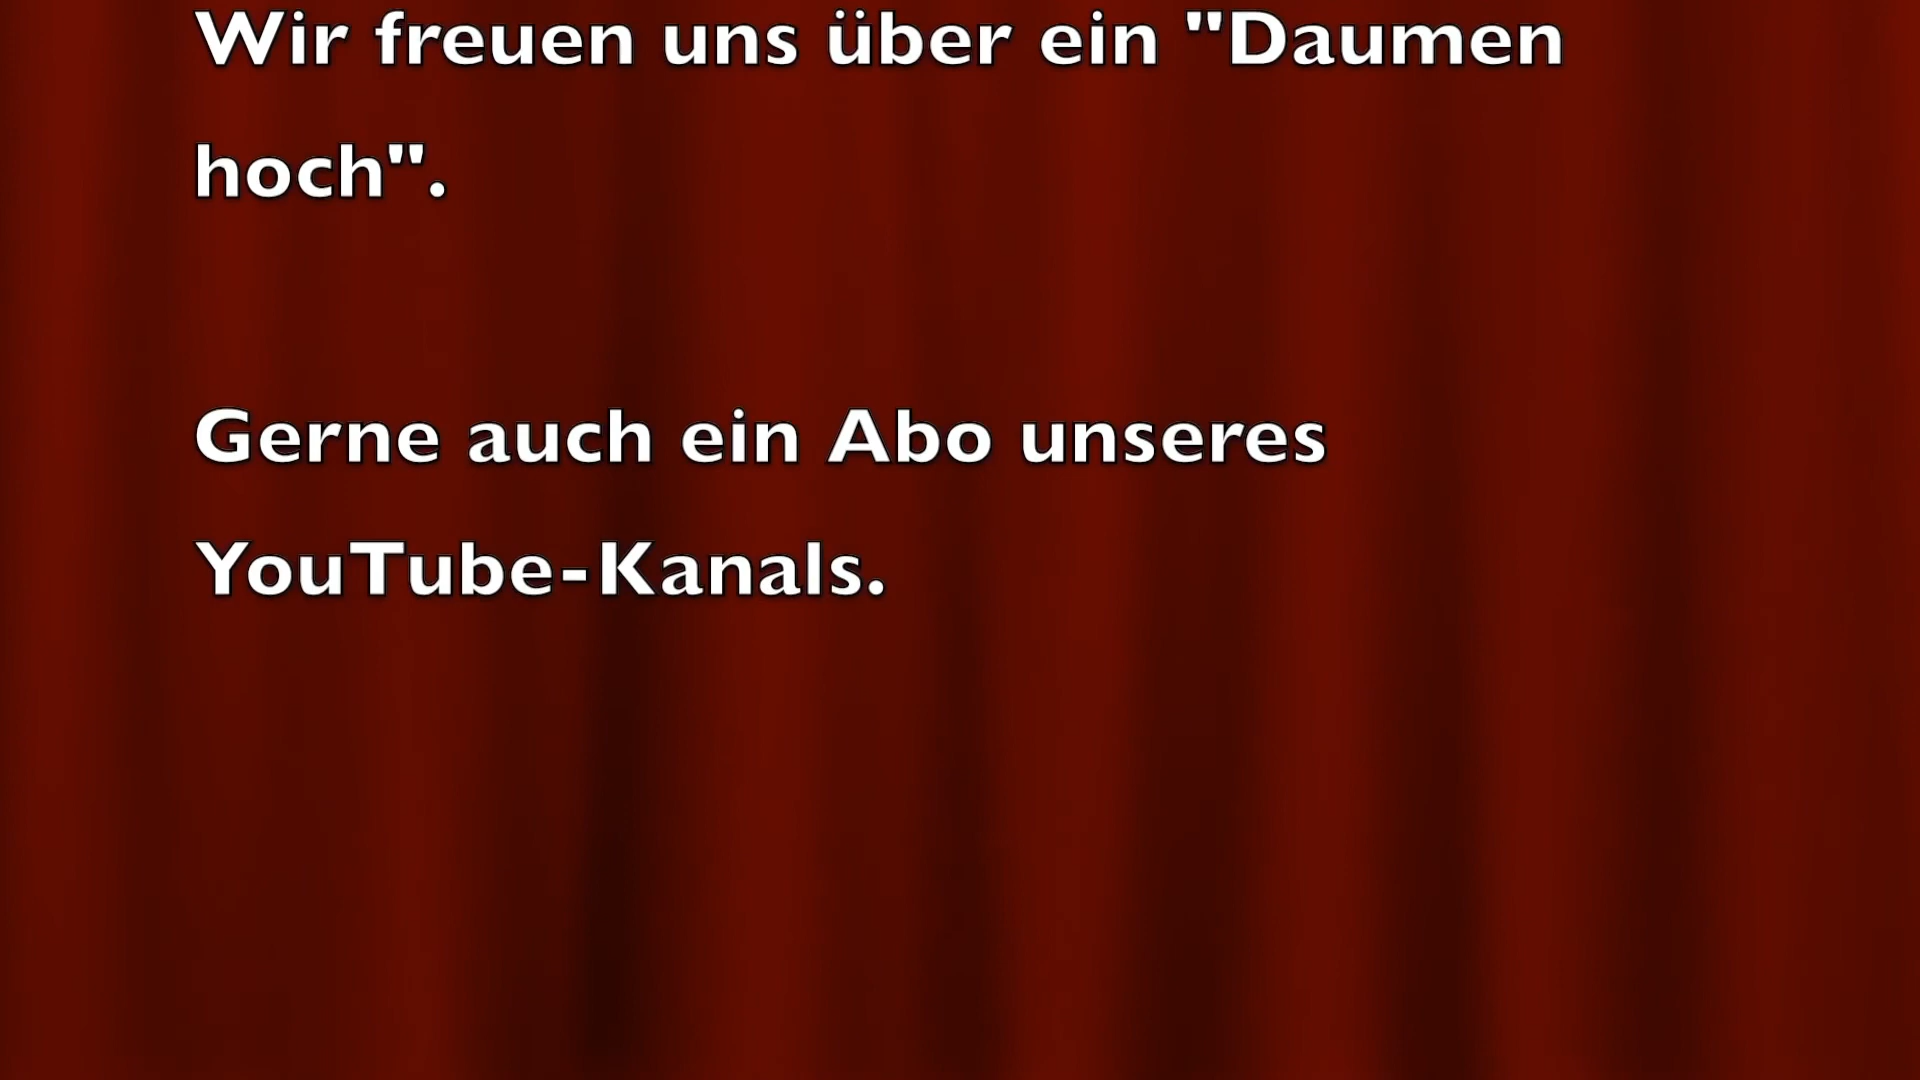 Wir freuen uns über ein "Daumen
hoch".
Gerne auch ein Abo unseres
YouTube-Kanals.